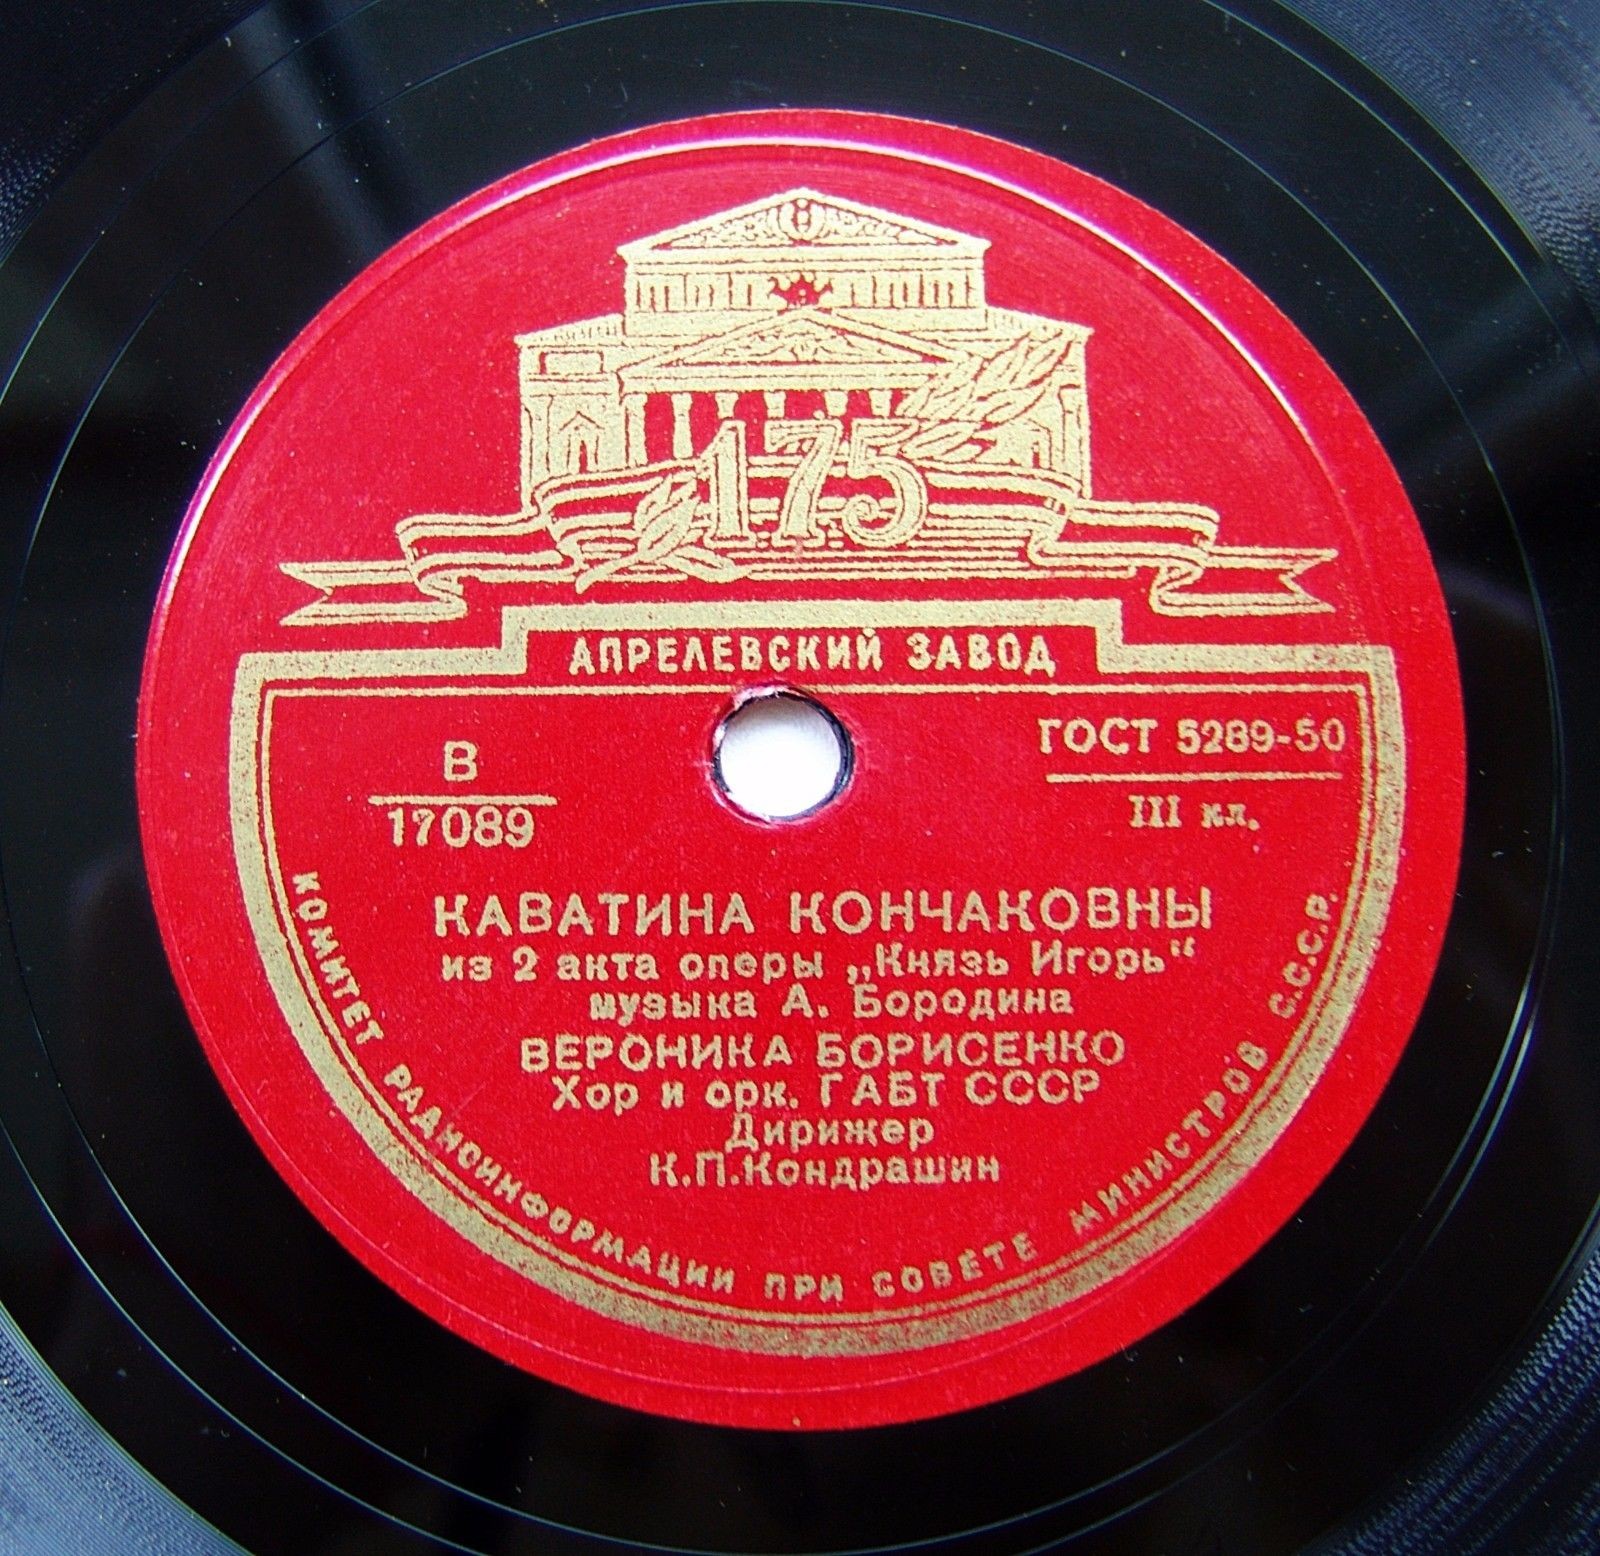 175
АПРЕЛЕВСКИЙ ЗАВОД
В
17089
ГОСТ 5289-50
III кл.
КАВАТИНА КОНЧАКОВНЫ
из 2 акта оперы „Князь Игорь“
музыка А. Бородина
ВЕРОНИКА БОРИСЕНКО
Хор и орк. ГАБТ СССР
Дирижер
К.П.Кондрашин
КОМИТЕТ РАДИОИНФОРМАЦИИ ПРИ СОВЕТЕ МИНИСТРОВ С.С.С.Р.